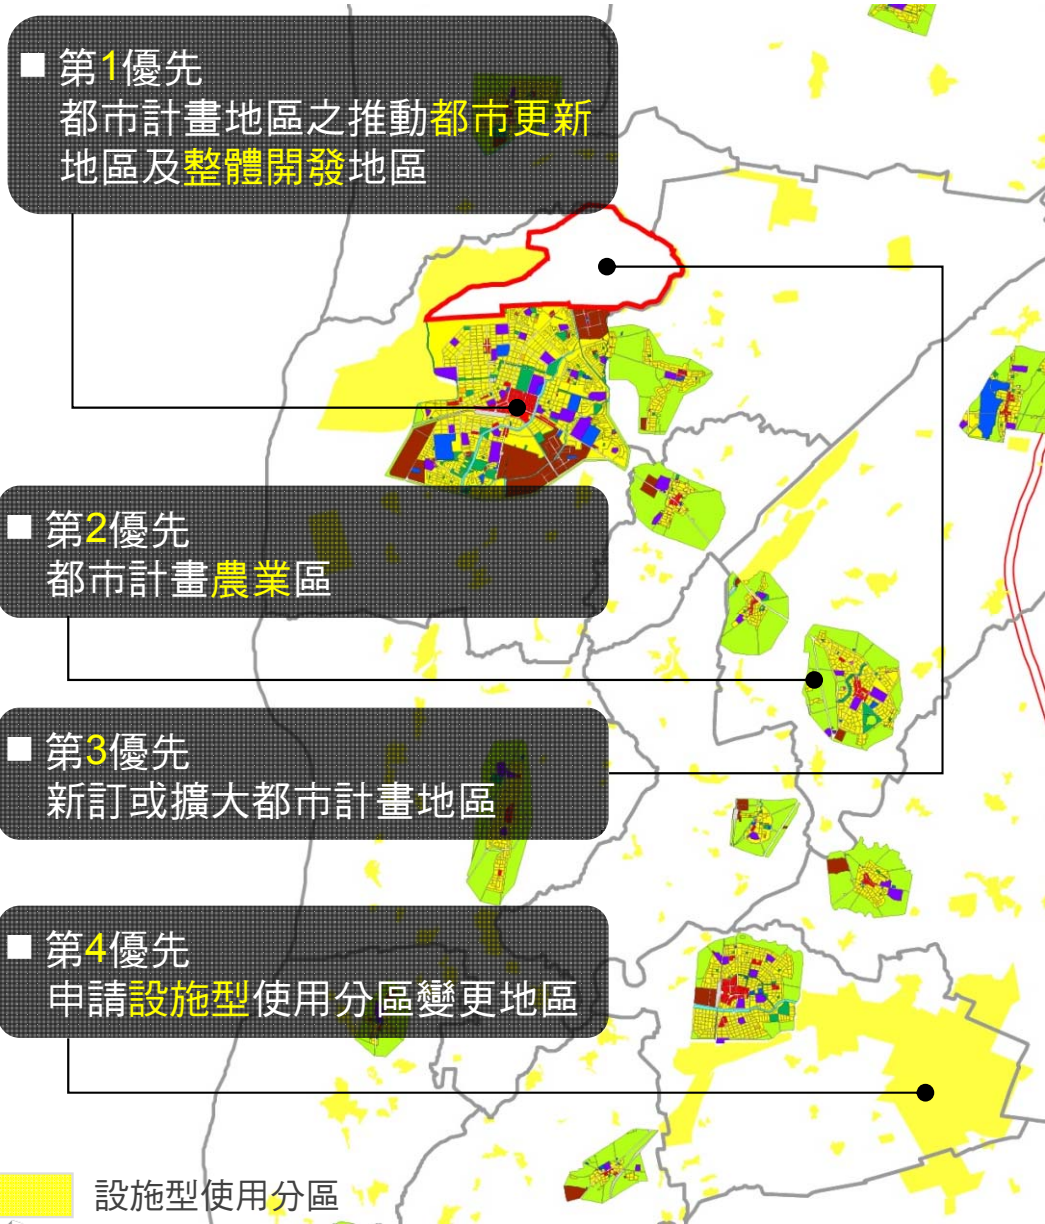 ■ 第1優先
都市計畫地區之推動都市更新
地區及整體開發地區
■ 第2優先
都市計畫農業區
■ 第3優先
新訂或擴大都市計畫地區
■ 第4優先
申請設施型使用分區變更地區
設施型使用分區